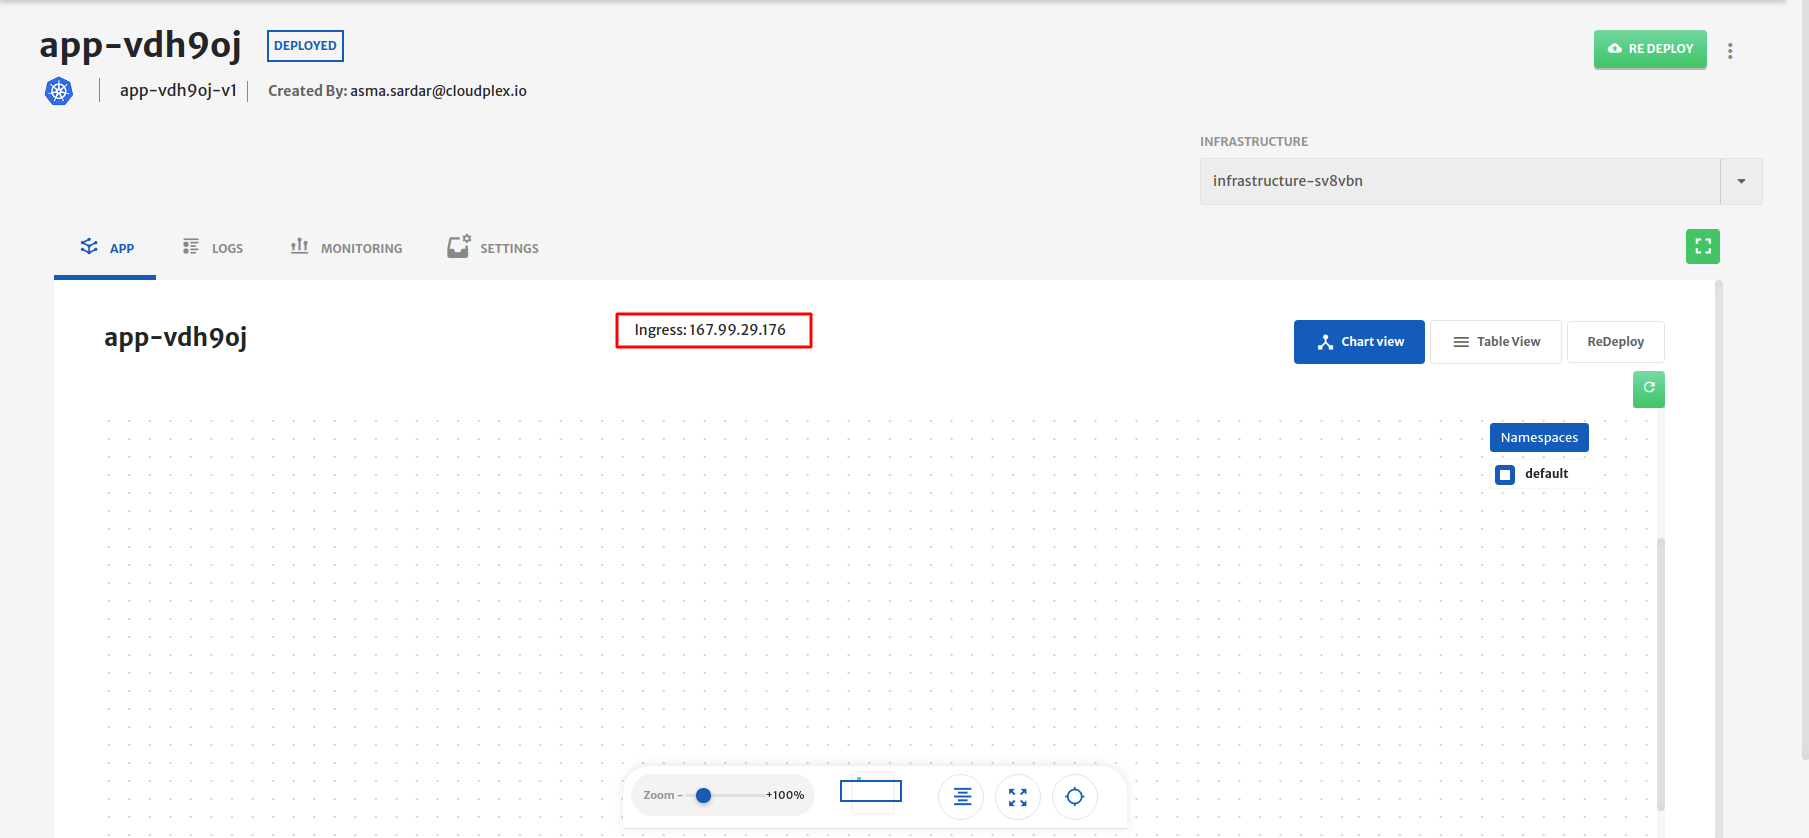 app-vdh9oj
DEPLOYED
RE DEPLOY
app-vdh9oj-v1
Created By: asma.sardar@cloudplex.io
INFRASTRUCTURE
infrastructure-sv8vbn
APP
LOGS
MONITORING
SETTINGS
app-vdh9oj
Ingress: 167.99.29.176
Chart view
Table View
ReDeploy
Namespaces
default
Zoom - +100%